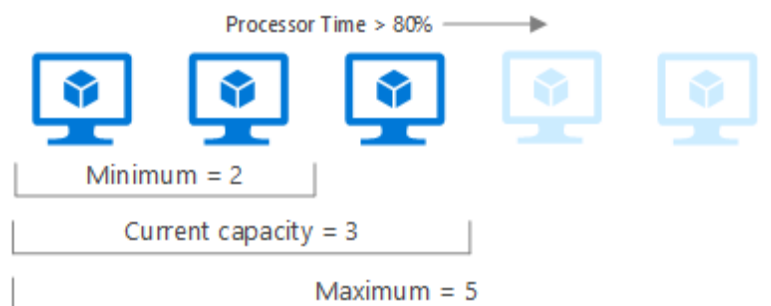 Processor Time > 80%
Minimum = 2
Current capacity = 3
Maximum = 5